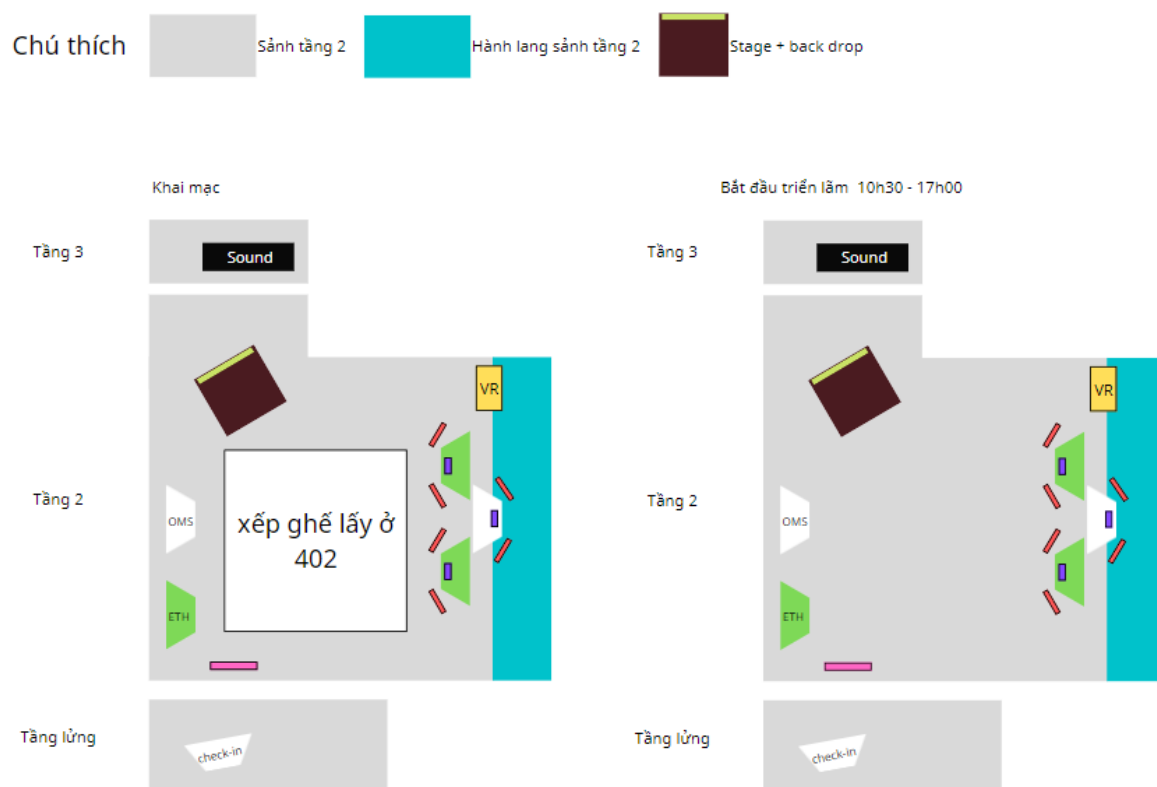 Chú thích
Sảnh tầng 2
Hành lang sảnh tầng 2
Stage + back drop
Khai mạc
Tầng 3
Sound
VR
Tầng 2
OMS
xếp ghế lấy ở
402
ETH
Tầng lửng
check-in
Bắt đầu triển lãm 10h30 - 17h00
Tầng 3
Sound
VR
Tầng 2
OMS
ETH
Tầng lửng
check-in